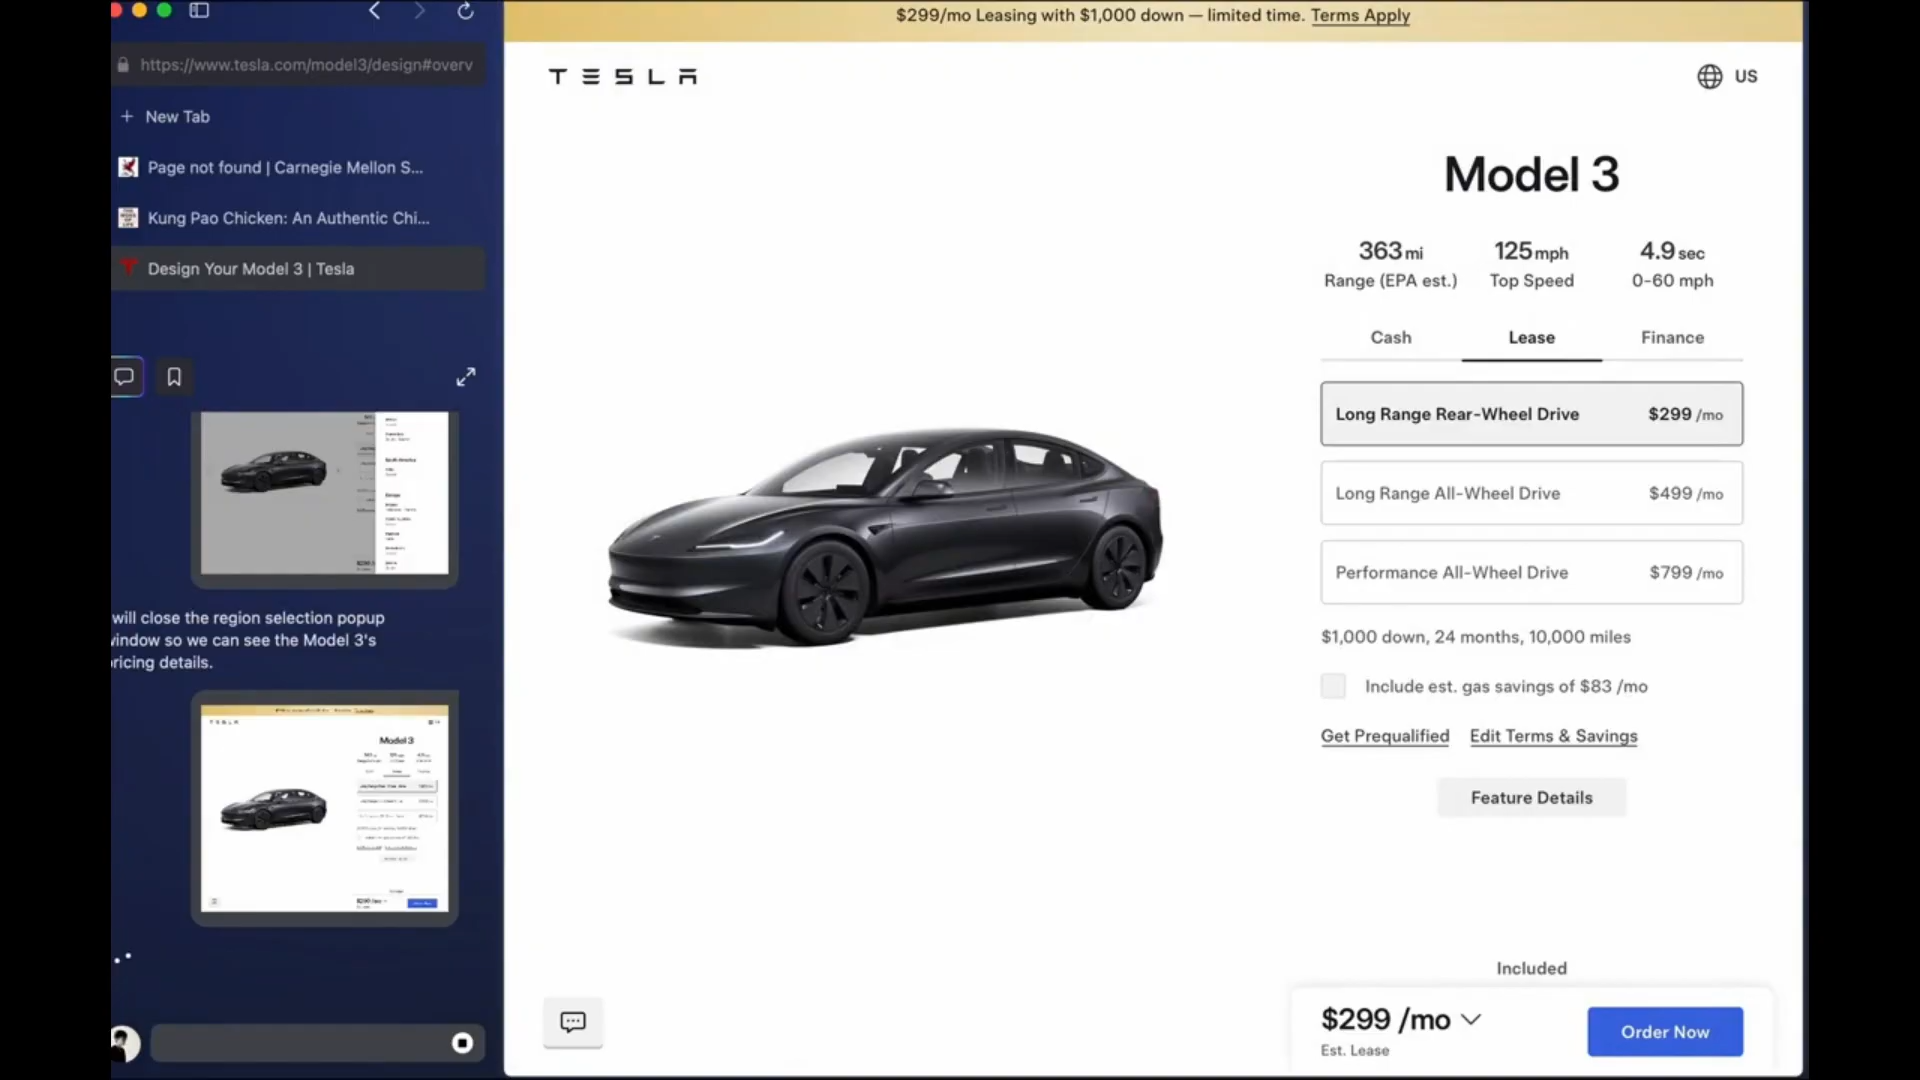 https://www.tesla.com/model3/design#overv
New Tab
Page not found | Carnegie Mellon S...
Kung Pao Chicken: An Authentic Chi...
Design Your Model 3 | Tesla
will close the region selection popup
window so we can see the Model 3's
pricing details.
$299/mo Leasing with $1,000 down — limited time. Terms Apply
TESLA
US
Model 3
363 mi
Range (EPA est.)
125 mph
Top Speed
4.9 sec
0-60 mph
Cash
Lease
Finance
Long Range Rear-Wheel Drive $299 /mo
Long Range All-Wheel Drive $499 /mo
Performance All-Wheel Drive $799 /mo
$1,000 down, 24 months, 10,000 miles
Include est. gas savings of $83 /mo
Get Prequalified Edit Terms & Savings
Feature Details
Included
$299 /mo
Est. Lease
Order Now
TESLA
Model 3